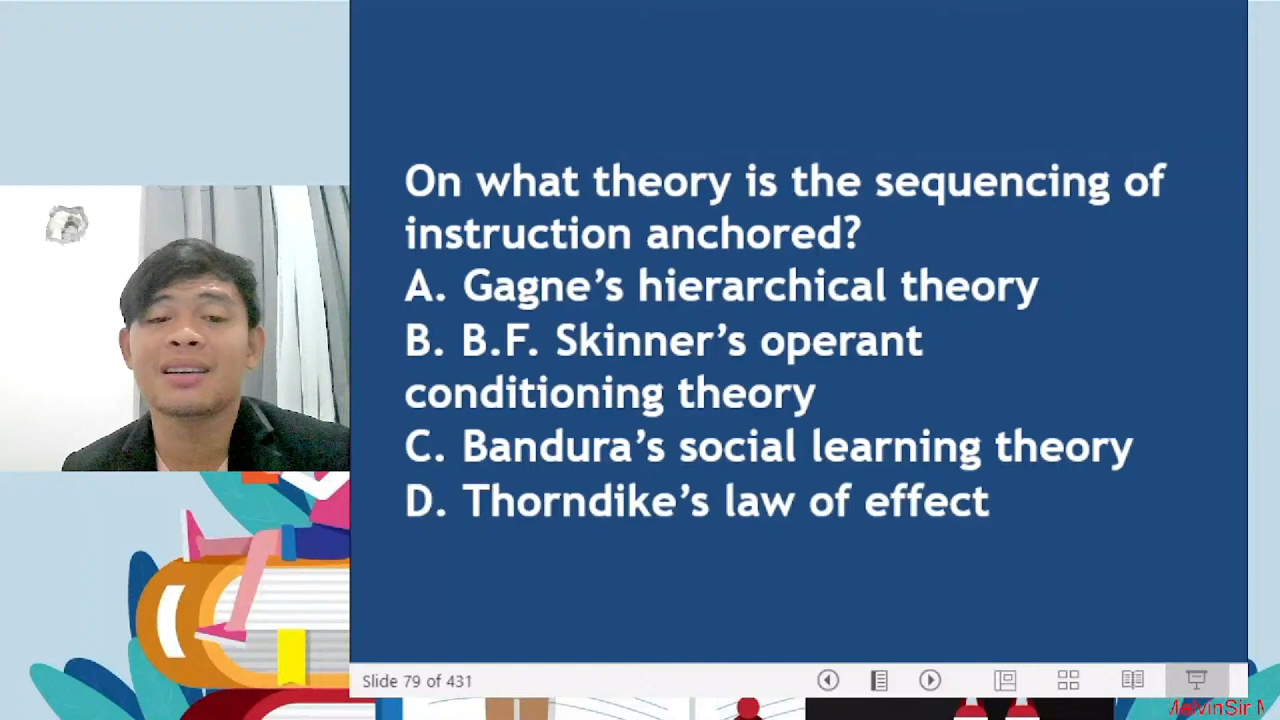 On what theory is the sequencing of
instruction anchored?
A. Gagne’s hierarchical theory
B. B.F. Skinner’s operant
conditioning theory
C. Bandura’s social learning theory
D. Thorndike’s law of effect
Slide 79 of 431
MelvinSir